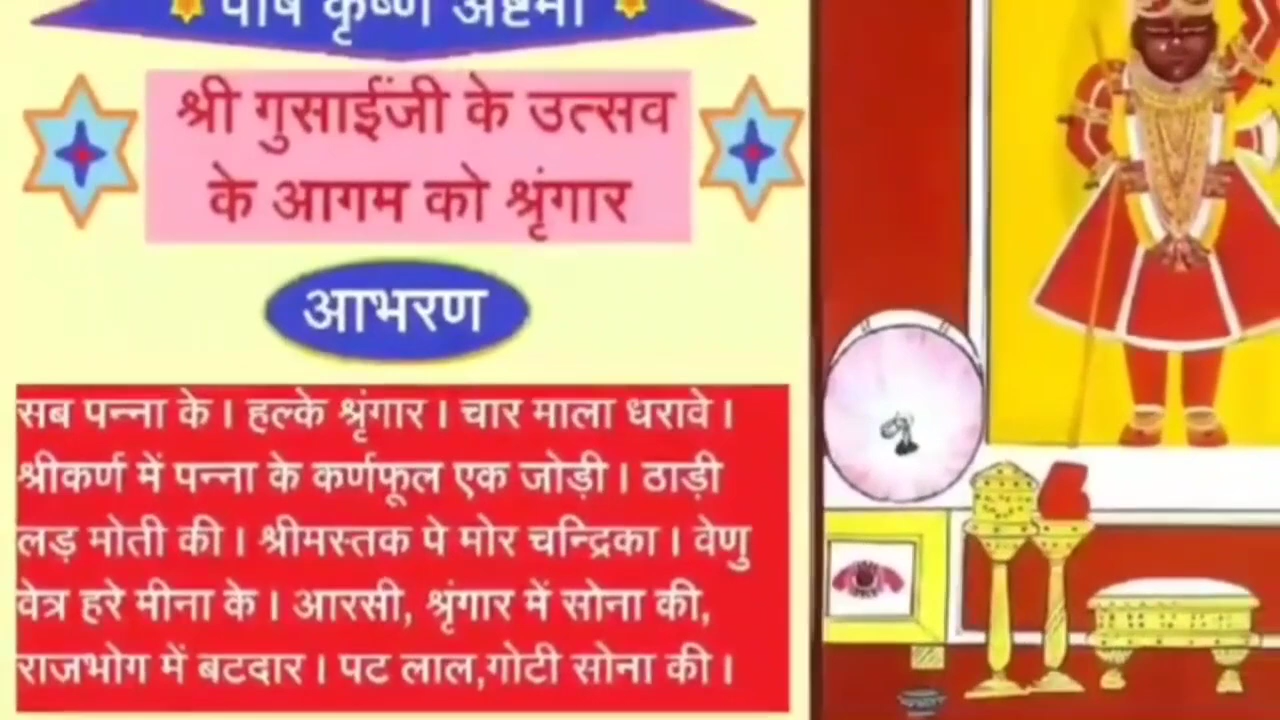 पौष कृष्ण अष्टमी
श्री गुसाईंजी के उत्सव
के आगम को श्रृंगार
आभरण
सब पन्ना के । हल्के श्रृंगार । चार माला धरावे ।
श्रीकर्ण में पन्ना के कर्णफूल एक जोड़ी । ठाड़ी
लड़ मोती की । श्रीमस्तक पे मोर चन्द्रिका । वेणु
वेत्र हरे मीना के । आरसी, श्रृंगार में सोना की,
राजभोग में बटदार । पट लाल,गोटी सोना की ।